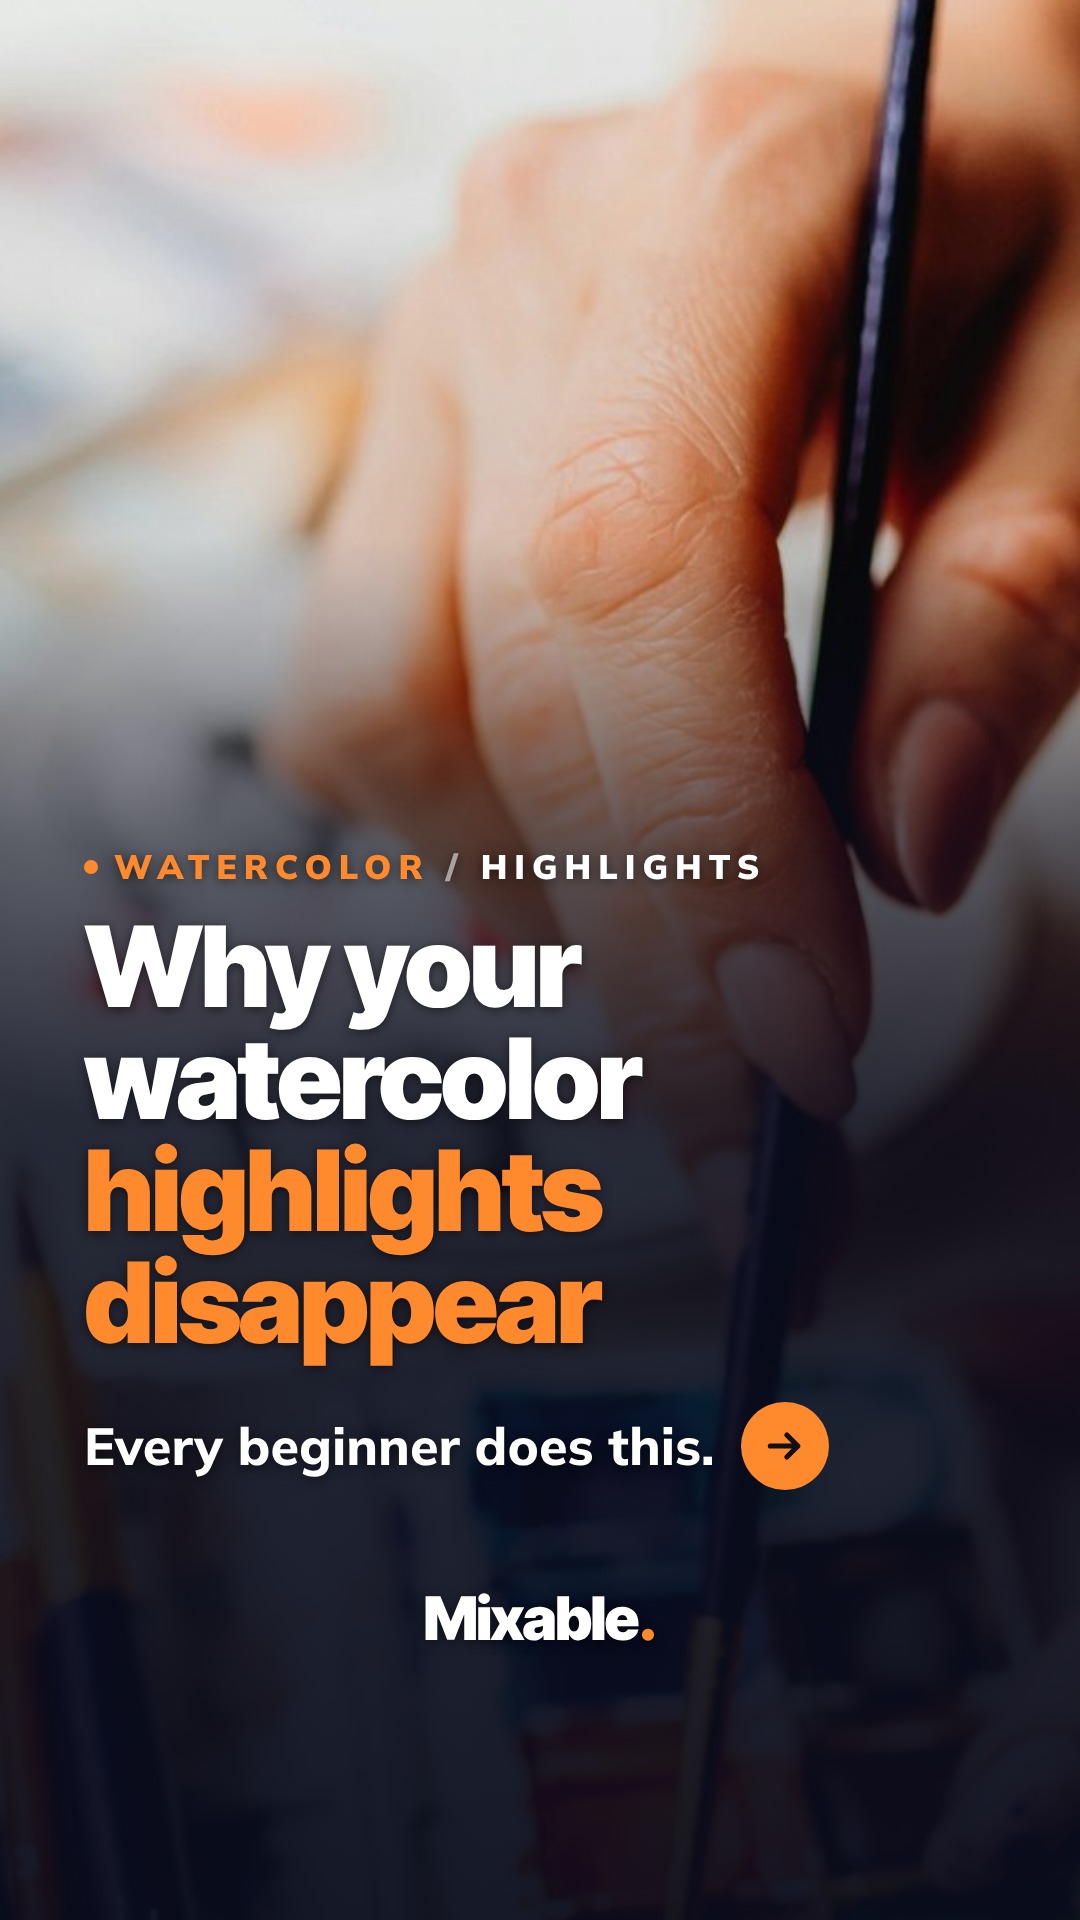 • WATERCOLOR / HIGHLIGHTS
Why your
watercolor
highlights
disappear
Every beginner does this.
Mixable.